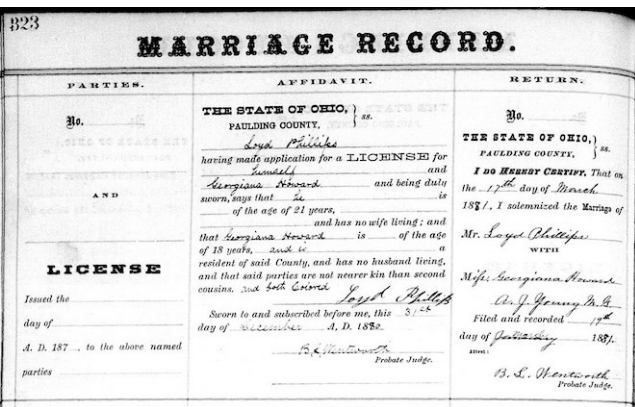 323
MARRIAGE RECORD.
PARTIES.
No.
AND
LICENSE
Issued the
day of
A. D. 187 , to the above named
parties
AFFIDAVIT.
THE STATE OF OHIO,
PAULDING COUNTY, } ss.
Loyd Phillips
having made application for a LICENSE for
himself and
Georgiana Howard and being duty
sworn, says that he is
of the age of 21 years,
and has no wife living; and
that Georgiana Howard is of the age
of 18 years, and is a
resident of said County, and has no husband living,
and that said parties are not nearer kin than second
cousins. and both Colored
Loyd Phillips
Sworn to and subscribed before me, this 31st
day of December A. D. 1880
B. L. Wentworth
Probate Judge.
RETURN.
No.
THE STATE OF OHIO,
PAULDING COUNTY, } ss.
I DO HEREBY CERTIFY, That on
the 17th day of March
1881, I solemnized the Marriage of
Mr. Loyd Phillips
WITH
Miss Georgiana Howard
A. J. Young M. G
Filed and recorded 19th
day of 1881.
Attest:
B. L. Wentworth
Probate Judge.